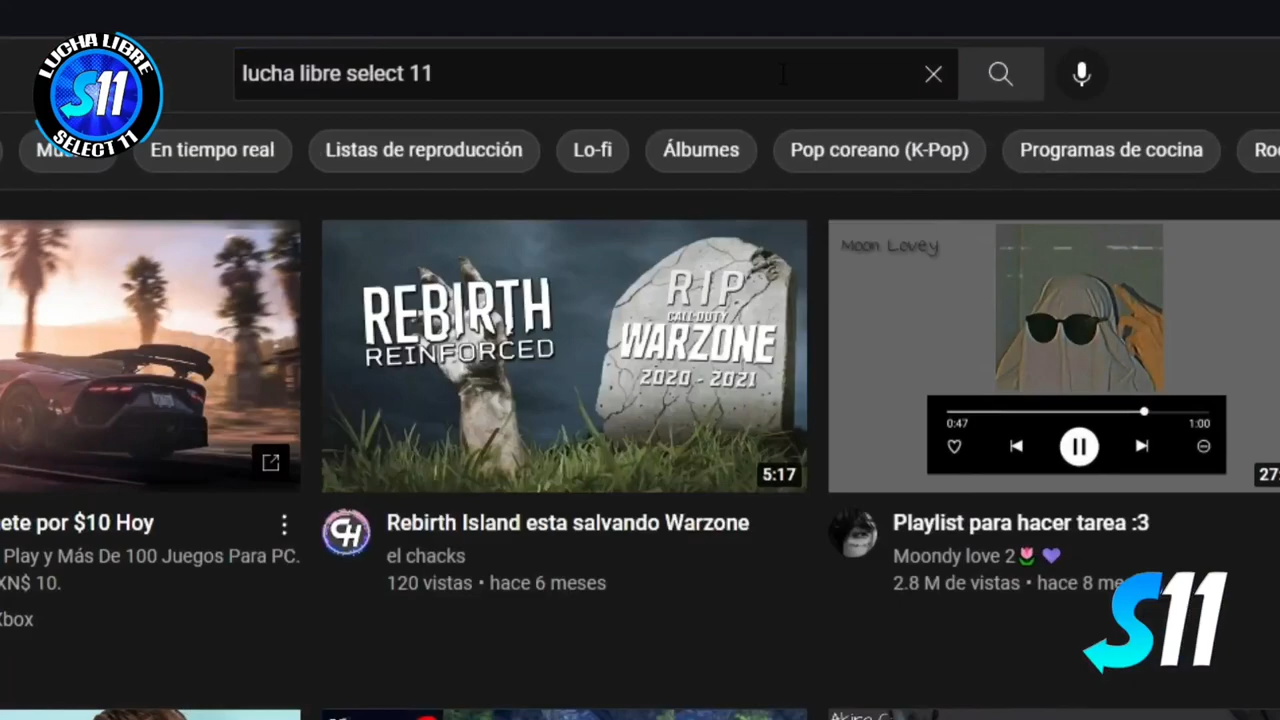 LUCHA LIBRE
S11
SELECT 11
lucha libre select 11
En tiempo real
Listas de reproducción
Lo-fi
Álbumes
Pop coreano (K-Pop)
Programas de cocina
REBIRTH
REINFORCED
RIP
CALL·DUTY
WARZONE
2020 - 2021
5:17
Moon Lovey
0:47
1:00
27:
ete por $10 Hoy
Play y Más De 100 Juegos Para PC.
XN$ 10.
Xbox
Rebirth Island esta salvando Warzone
el chacks
120 vistas • hace 6 meses
CH
Playlist para hacer tarea :3
Moondy love 2🌷💜
2.8 M de vistas • hace 8 me
S11